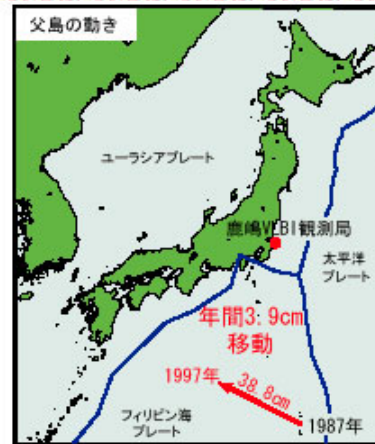 父島の動き
ユーラシアプレート
鹿嶋VLBI観測局
太平洋
プレート
年間3.9cm
移動
1997年
38.8cm
1987年
フィリピン海
プレート